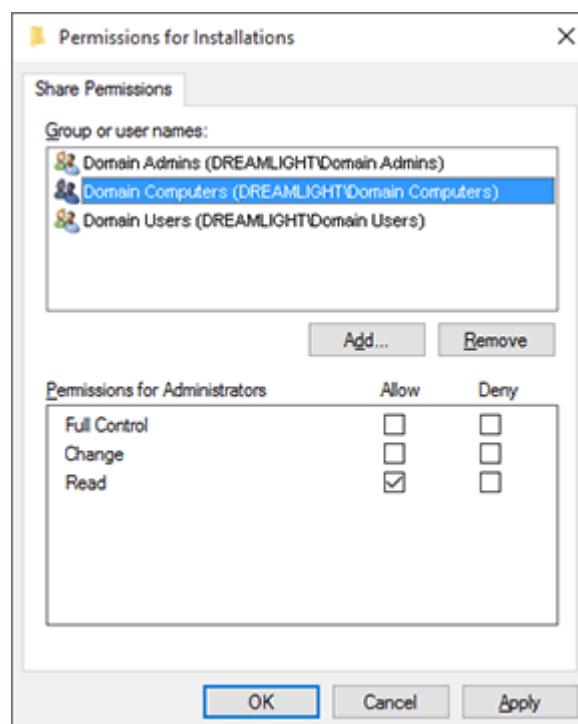 Permissions for Installations
Share Permissions
Group or user names:
Domain Admins (DREAMLIGHT\Domain Admins)
Domain Computers (DREAMLIGHT\Domain Computers)
Domain Users (DREAMLIGHT\Domain Users)
Add... Remove
Permissions for Administrators Allow Deny
Full Control
Change
Read
OK Cancel Apply